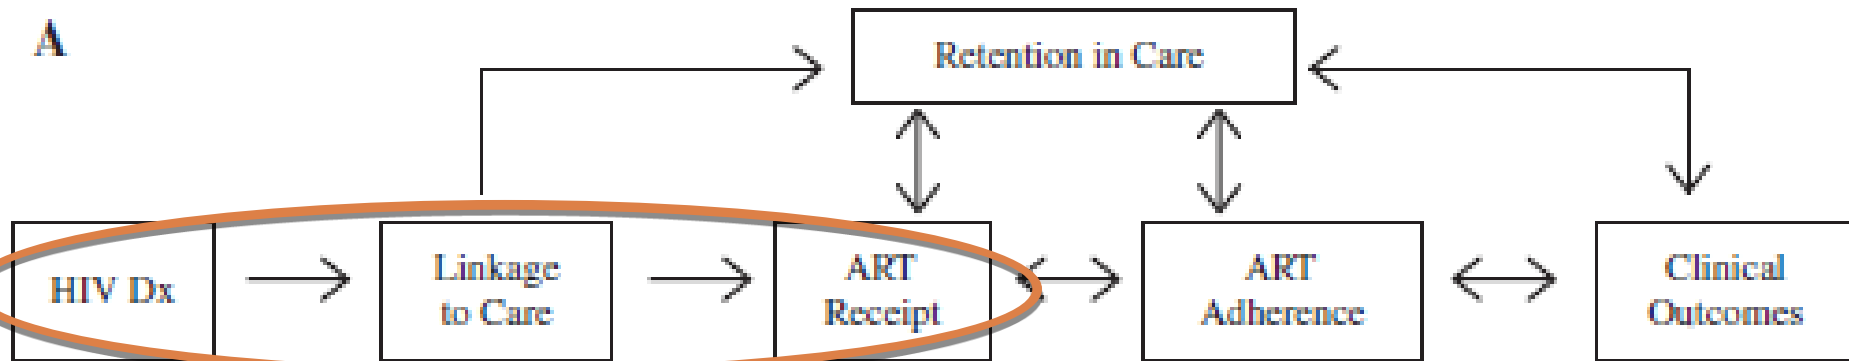 A
Retention in Care
HIV Dx
Linkage
to Care
ART
Receipt
ART
Adherence
Clinical
Outcomes